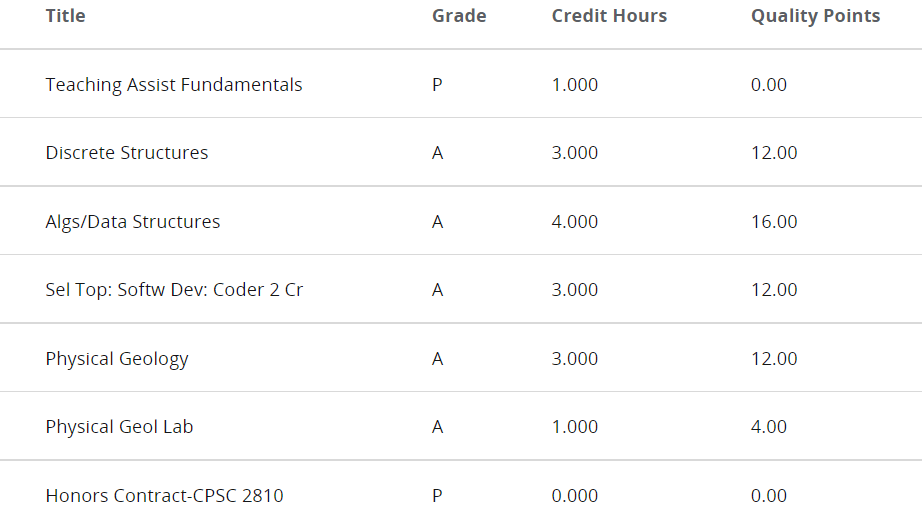 Title Grade Credit Hours Quality Points
Teaching Assist Fundamentals P 1.000 0.00
Discrete Structures A 3.000 12.00
Algs/Data Structures A 4.000 16.00
Sel Top: Softw Dev: Coder 2 Cr A 3.000 12.00
Physical Geology A 3.000 12.00
Physical Geol Lab A 1.000 4.00
Honors Contract-CPSC 2810 P 0.000 0.00